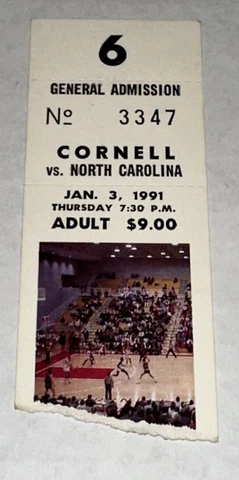 6
GENERAL ADMISSION
No 3347
CORNELL
vs. NORTH CAROLINA
JAN. 3, 1991
THURSDAY 7:30 P.M.
ADULT $9.00